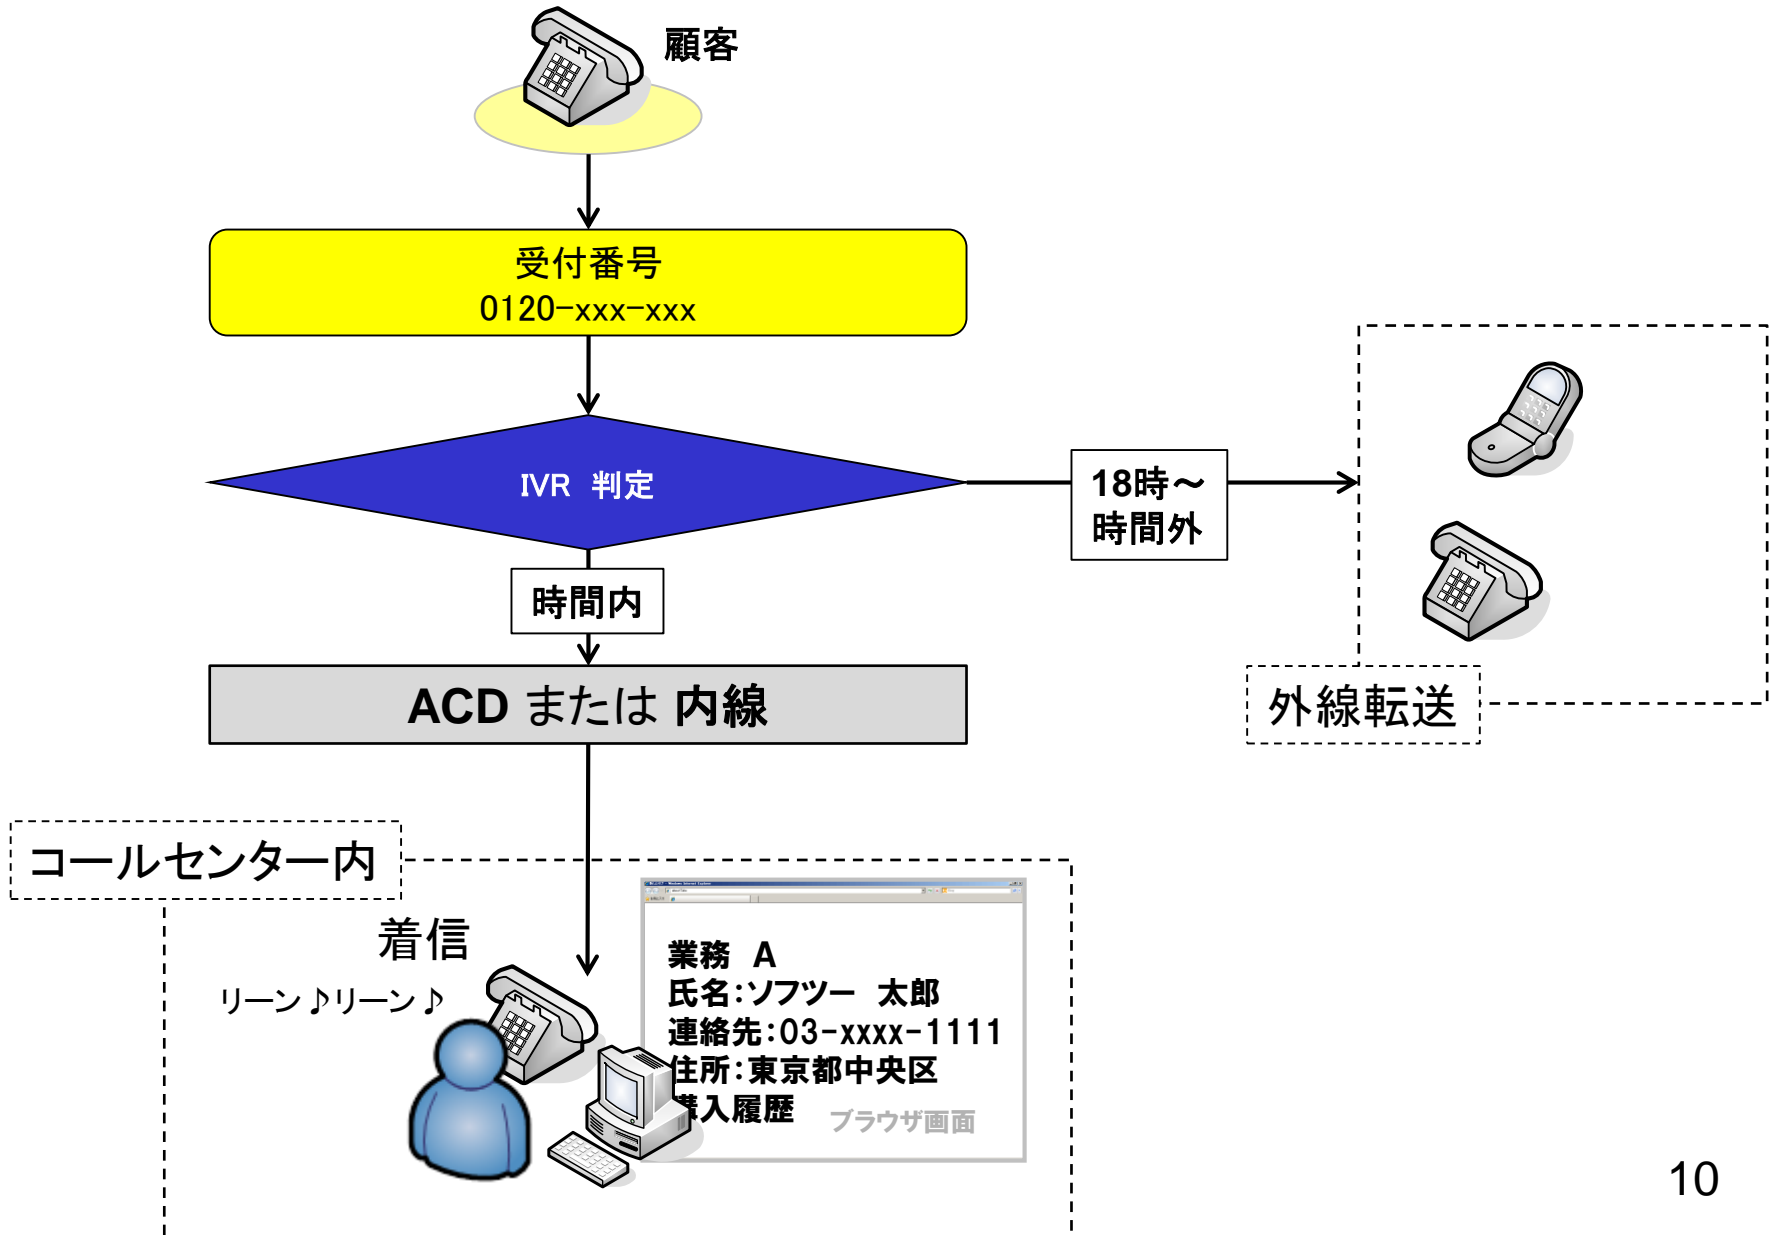 顧客
受付番号
0120-xxx-xxx
IVR 判定
18時～
時間外
時間内
ACD または 内線
外線転送
コールセンター内
着信
リーン♪リーン♪
業務 A
氏名：ソフツー 太郎
連絡先：03-xxxx-1111
住所：東京都中央区
購入履歴
ブラウザ画面
10